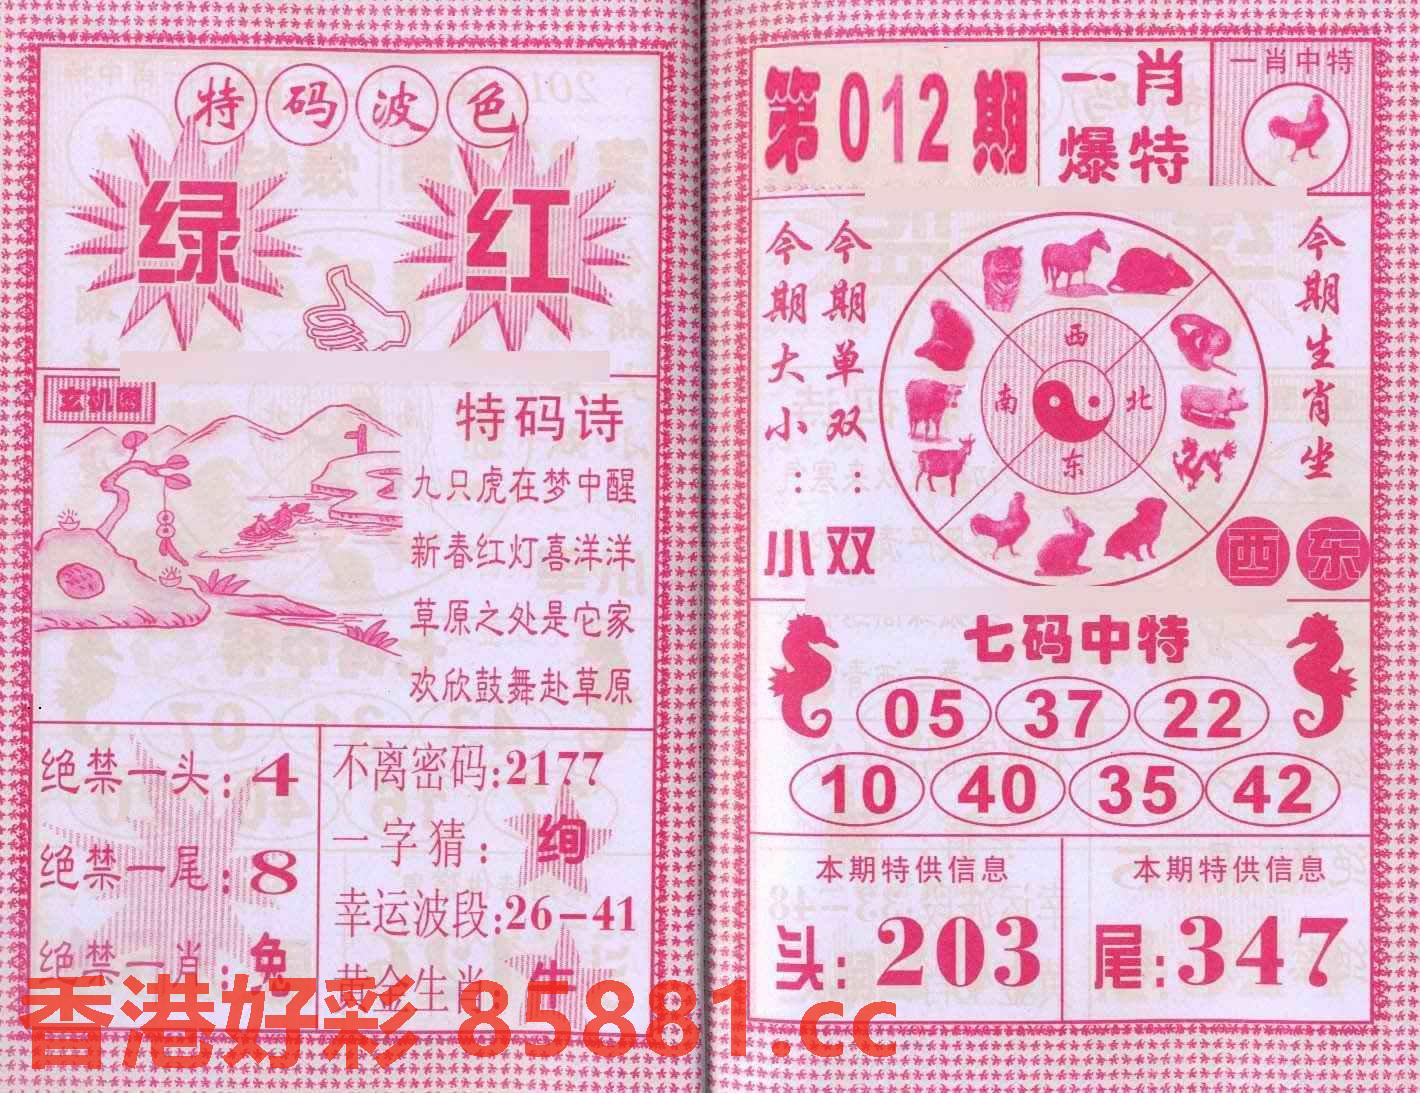 特码波色
绿 红
玄机图
特码诗
九只虎在梦中醒
新春红灯喜洋洋
草原之处是它家
欢欣鼓舞赴草原
绝禁一头:4
绝禁一尾:8
绝禁一肖:兔
不离密码:2177
一字猜:绚
幸运波段:26-41
黄金生肖:牛
第012期
一肖
爆特
一肖中特
今期大小:小
今期单双:双
西
南
北
东
今期生肖坐
西东
七码中特
05 37 22
10 40 35 42
本期特供信息
头:203
本期特供信息
尾:347
香港好彩 85881.cc